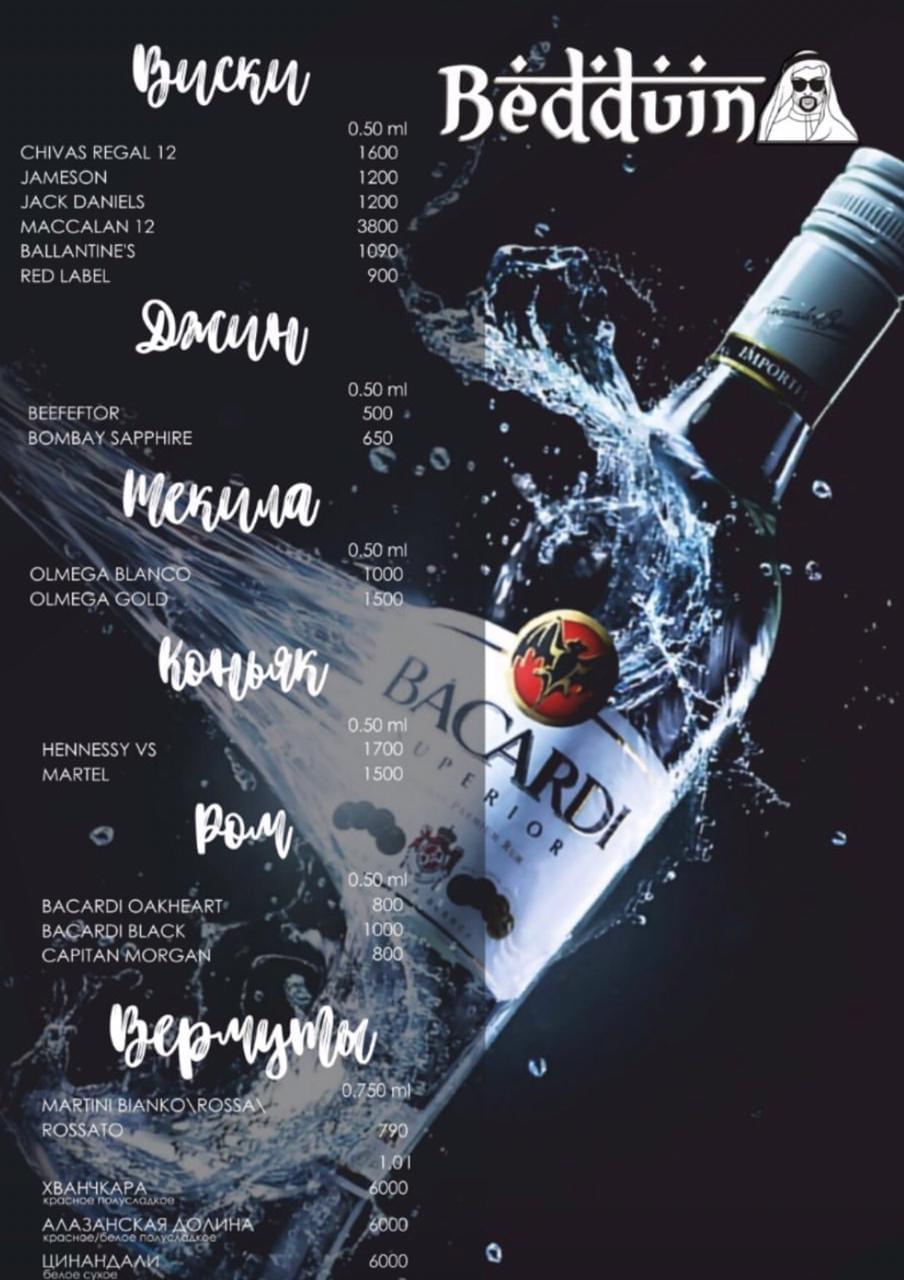 Виски
Bedduin
0.50 ml
CHIVAS REGAL 12 1600
JAMESON 1200
JACK DANIELS 1200
MACCALAN 12 3800
BALLANTINE'S 1090
RED LABEL 900
Джин
0.50 ml
BEEFEFTOR 500
BOMBAY SAPPHIRE 650
Текила
0.50 ml
OLMEGA BLANCO 1000
OLMEGA GOLD 1500
Коньяк
0.50 ml
HENNESSY VS 1700
MARTEL 1500
Ром
0.50 ml
BACARDI OAKHEART 800
BACARDI BLACK 1000
CAPITAN MORGAN 800
Вермуты
0.750 ml
MARTINI BIANKO\ROSSA\
ROSSATO 790
1.0 l
ХВАНЧКАРА 6000
красное полусладкое
АЛАЗАНСКАЯ ДОЛИНА 6000
красное/белое полусладкое
ЦИНАНДАЛИ 6000
белое сухое
BACARDI
SUPERIOR